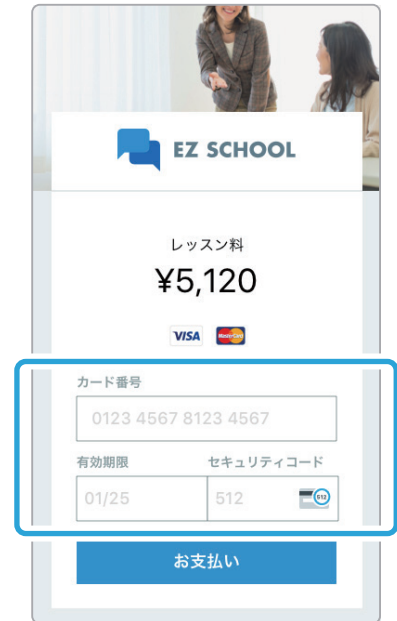 EZ SCHOOL
レッスン料
¥5,120
VISA MasterCard
カード番号
0123 4567 8123 4567
有効期限 セキュリティコード
01/25 512 512
お支払い